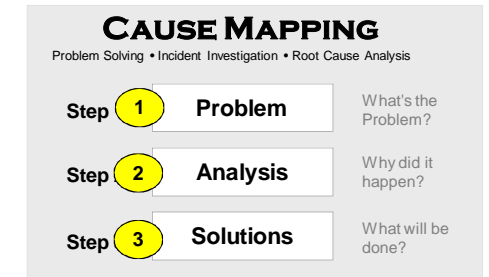 CAUSE MAPPING
Problem Solving • Incident Investigation • Root Cause Analysis
Step 1 Problem What's the
Problem?
Step 2 Analysis Why did it
happen?
Step 3 Solutions What will be
done?